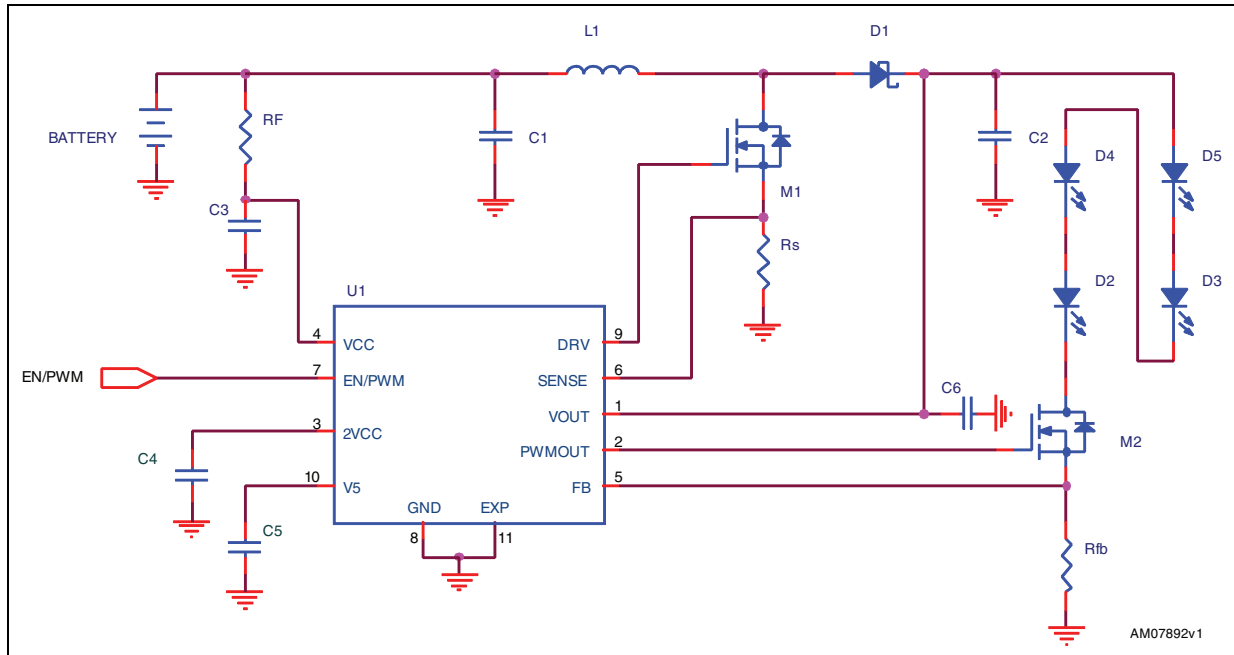 L1
D1
RF
BATTERY
C1
C2
D4
D5
M1
C3
Rs
U1
D2
D3
4
VCC
DRV
9
EN/PWM
7
EN/PWM
SENSE
6
C6
VOUT
1
3
2VCC
PWMOUT
2
M2
C4
10
V5
FB
5
GND
EXP
C5
8
11
Rfb
AM07892v1